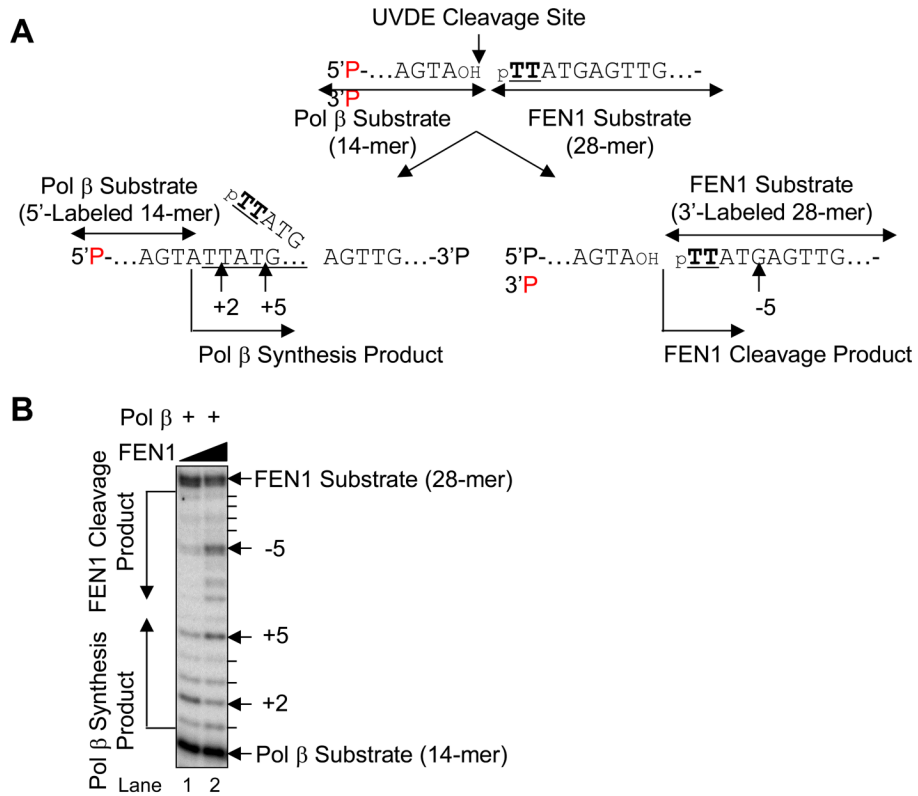 A
UVDE Cleavage Site
5'P-...AGTAOH pTTATGAGTTG...-
3'P
Pol β Substrate
(14-mer)
FEN1 Substrate
(28-mer)
Pol β Substrate
(5'-Labeled 14-mer)
pTTATG
5'P-...AGTATTATG... AGTTG...-3'P
+2 +5
Pol β Synthesis Product
FEN1 Substrate
(3'-Labeled 28-mer)
5'P-...AGTAOH pTTATGAGTTG...-
3'P
-5
FEN1 Cleavage Product
B
Pol β + +
FEN1
FEN1 Cleavage
Product
Pol β Synthesis
Product
FEN1 Substrate (28-mer)
-5
+5
+2
Pol β Substrate (14-mer)
Lane 1 2